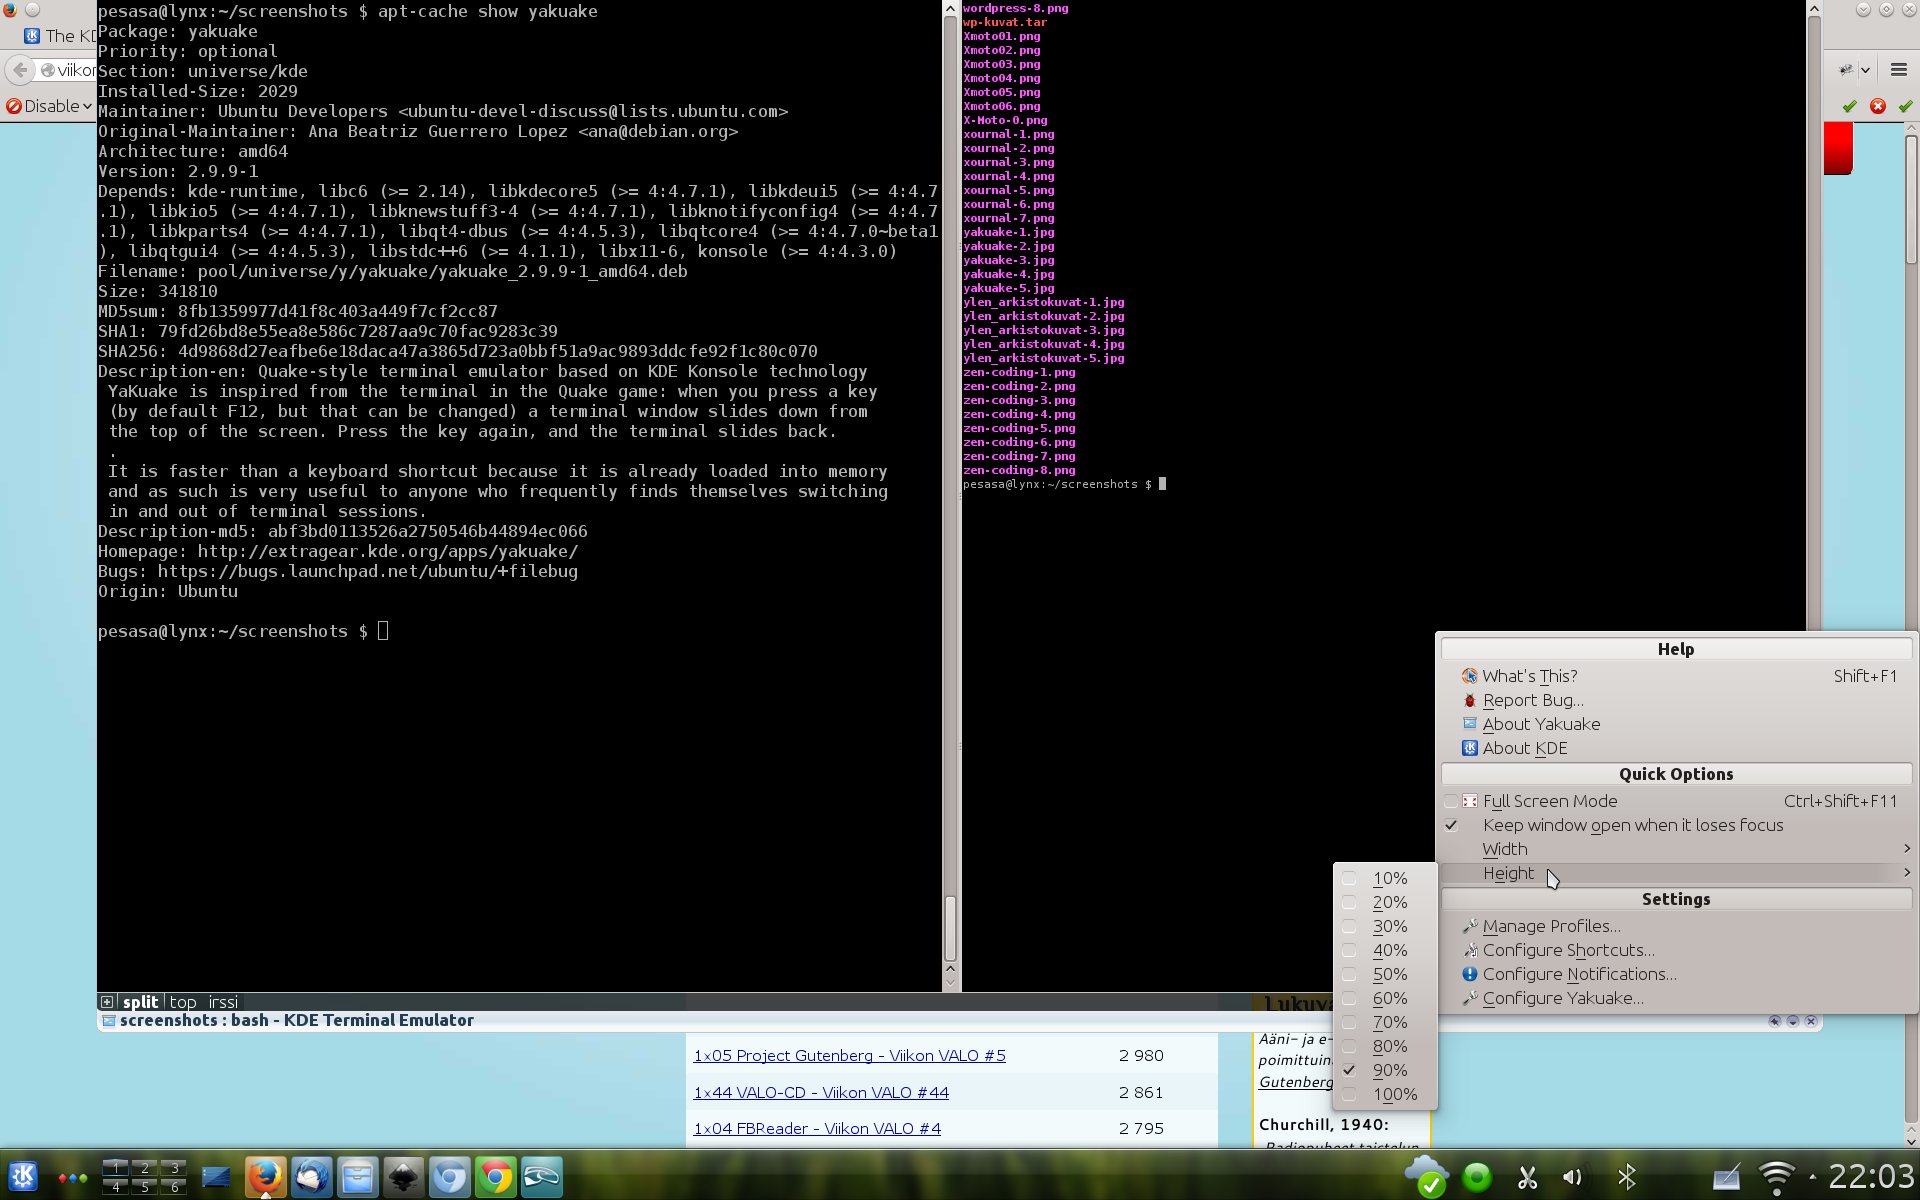 The KD
viikon
Disable
pesasa@lynx:~/screenshots $ apt-cache show yakuake
Package: yakuake
Priority: optional
Section: universe/kde
Installed-Size: 2029
Maintainer: Ubuntu Developers <ubuntu-devel-discuss@lists.ubuntu.com>
Original-Maintainer: Ana Beatriz Guerrero Lopez <ana@debian.org>
Architecture: amd64
Version: 2.9.9-1
Depends: kde-runtime, libc6 (>= 2.14), libkdecore5 (>= 4:4.7.1), libkdeui5 (>= 4:4.7
.1), libkio5 (>= 4:4.7.1), libknewstuff3-4 (>= 4:4.7.1), libknotifyconfig4 (>= 4:4.7
.1), libkparts4 (>= 4:4.7.1), libqt4-dbus (>= 4:4.5.3), libqtcore4 (>= 4:4.7.0~beta1
), libqtgui4 (>= 4:4.5.3), libstdc++6 (>= 4.1.1), libx11-6, konsole (>= 4:4.3.0)
Filename: pool/universe/y/yakuake/yakuake_2.9.9-1_amd64.deb
Size: 341810
MD5sum: 8fb1359977d41f8c403a449f7cf2cc87
SHA1: 79fd26bd8e55ea8e586c7287aa9c70fac9283c39
SHA256: 4d9868d27eafbe6e18daca47a3865d723a0bbf51a9ac9893ddcfe92f1c80c070
Description-en: Quake-style terminal emulator based on KDE Konsole technology
YaKuake is inspired from the terminal in the Quake game: when you press a key
(by default F12, but that can be changed) a terminal window slides down from
the top of the screen. Press the key again, and the terminal slides back.
.
It is faster than a keyboard shortcut because it is already loaded into memory
and as such is very useful to anyone who frequently finds themselves switching
in and out of terminal sessions.
Description-md5: abf3bd0113526a2750546b44894ec066
Homepage: http://extragear.kde.org/apps/yakuake/
Bugs: https://bugs.launchpad.net/ubuntu/+filebug
Origin: Ubuntu
pesasa@lynx:~/screenshots $
wordpress-8.png
wp-kuvat.tar
Xmoto01.png
Xmoto02.png
Xmoto03.png
Xmoto04.png
Xmoto05.png
Xmoto06.png
X-Moto-0.png
xournal-1.png
xournal-2.png
xournal-3.png
xournal-4.png
xournal-5.png
xournal-6.png
xournal-7.png
yakuake-1.jpg
yakuake-2.jpg
yakuake-3.jpg
yakuake-4.jpg
yakuake-5.jpg
ylen_arkistokuvat-1.jpg
ylen_arkistokuvat-2.jpg
ylen_arkistokuvat-3.jpg
ylen_arkistokuvat-4.jpg
ylen_arkistokuvat-5.jpg
zen-coding-1.png
zen-coding-2.png
zen-coding-3.png
zen-coding-4.png
zen-coding-5.png
zen-coding-6.png
zen-coding-7.png
zen-coding-8.png
pesasa@lynx:~/screenshots $
Help
What's This? Shift+F1
Report Bug...
About Yakuake
About KDE
Quick Options
Full Screen Mode Ctrl+Shift+F11
Keep window open when it loses focus
Width
Height
Settings
Manage Profiles...
Configure Shortcuts...
Configure Notifications...
Configure Yakuake...
10%
20%
30%
40%
50%
60%
70%
80%
90%
100%
split top irssi
screenshots : bash - KDE Terminal Emulator
1x05 Project Gutenberg - Viikon VALO #5 2 980
1x44 VALO-CD - Viikon VALO #44 2 861
1x04 FBReader - Viikon VALO #4 2 795
Lukuva
Ääni- ja e-
poimittuin
Gutenberg
Churchill, 1940:
Radiopuheet taistelun
1 2 3
4 5 6
22:03